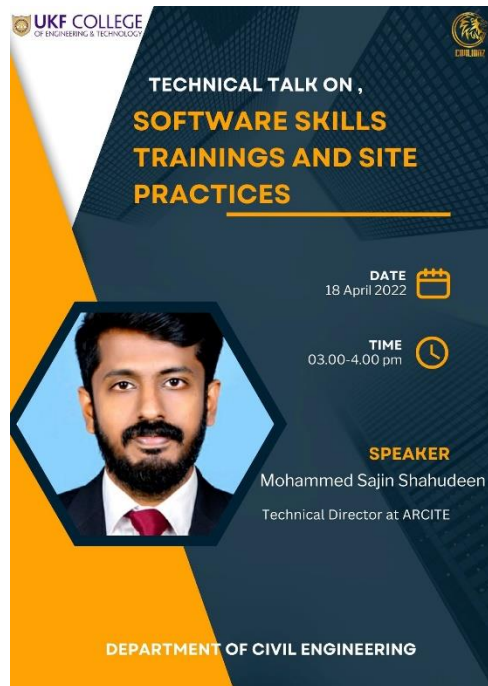 UKF COLLEGE
OF ENGINEERING & TECHNOLOGY
TECHNICAL TALK ON ,
SOFTWARE SKILLS
TRAININGS AND SITE
PRACTICES
DATE
18 April 2022
TIME
03.00-4.00 pm
SPEAKER
Mohammed Sajin Shahudeen
Technical Director at ARCITE
DEPARTMENT OF CIVIL ENGINEERING